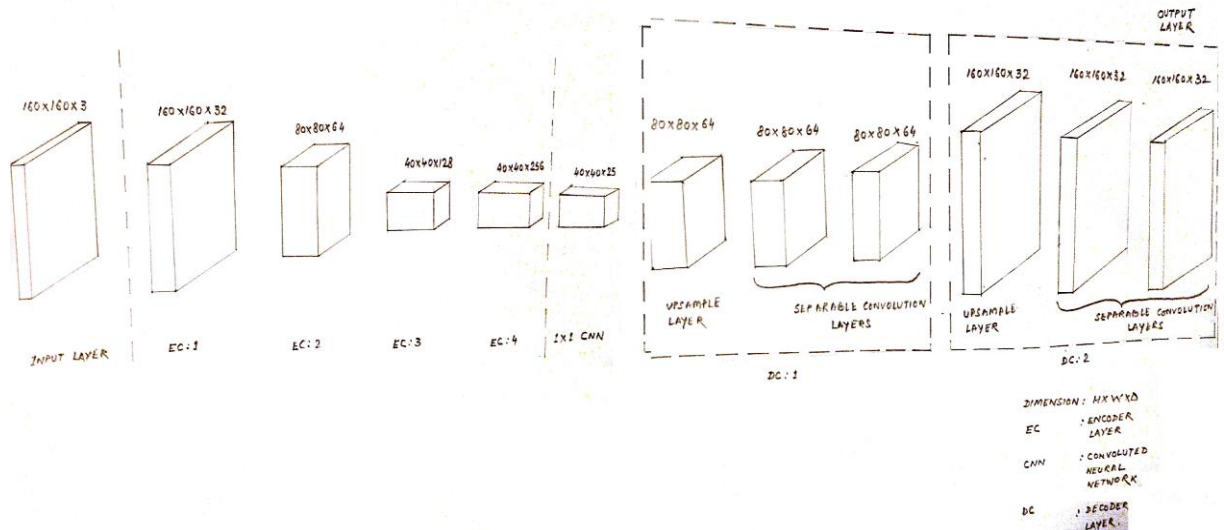 OUTPUT
LAYER
160x160x3
160x160x32
80x80x64
40x40x128
40x40x256
40x40x25
80x80x64
80x80x64
80x80x64
160x160x32
160x160x32
160x160x32
UPSAMPLE
LAYER
SEPARABLE CONVOLUTION
LAYERS
UPSAMPLE
LAYER
SEPARABLE CONVOLUTION
LAYERS
INPUT LAYER
EC:1
EC:2
EC:3
EC:4
1X1 CNN
DC:1
DC:2
DIMENSION: HXWXD
EC : ENCODER
LAYER
CNN : CONVOLUTED
NEURAL
NETWORK
DC : DECODER
LAYER.